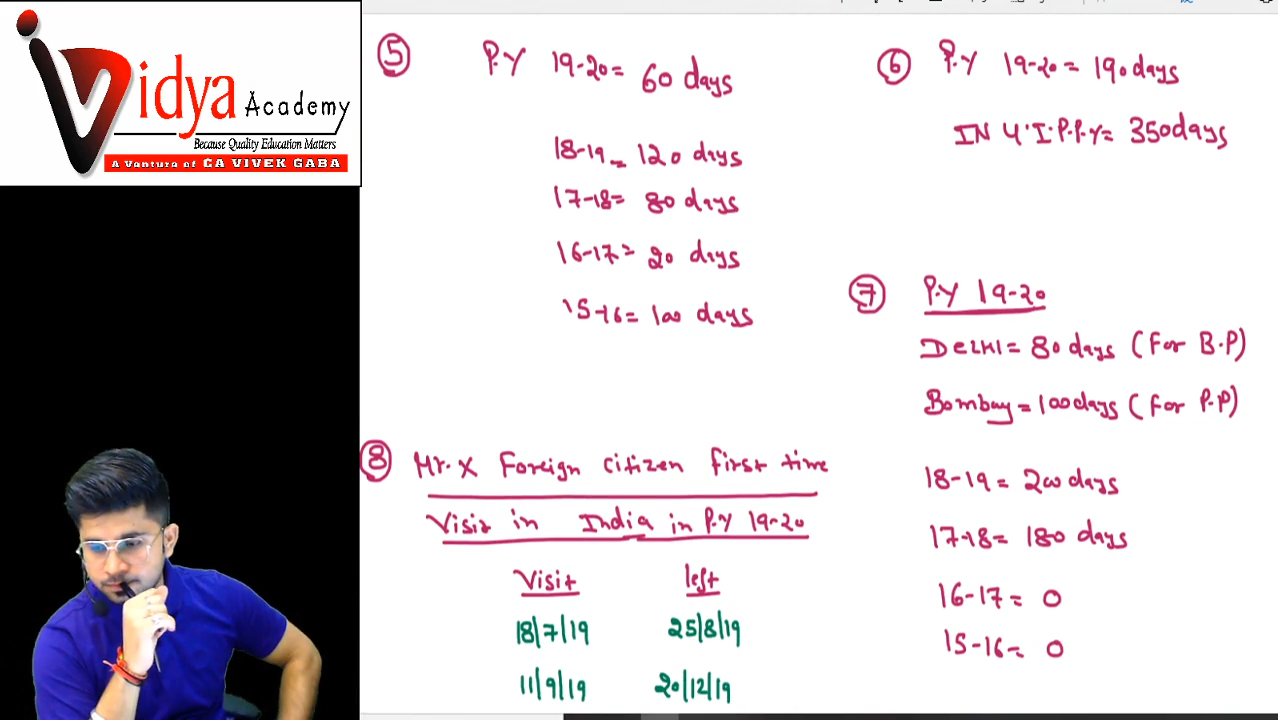 Vidya
Academy
Because Quality Education Matters
A Vantura of CA VIVEK GABA
5 P.Y 19-20= 60 days
18-19= 120 days
17-18= 80 days
16-17= 20 days
15-16= 100 days
6 P.Y 19-20= 190 days
IN 4.I.P.P.Y= 350 days
7 P.Y 19-20
Delhi= 80 days (For B.P)
Bombay=100 days (for P.P)
18-19= 200 days
17-18= 180 days
16-17= 0
15-16= 0
8 Mr. X Foreign citizen first time
Visit in India in P.Y 19-20
Visit left
18/7/19 25/8/19
11/9/19 20/12/19